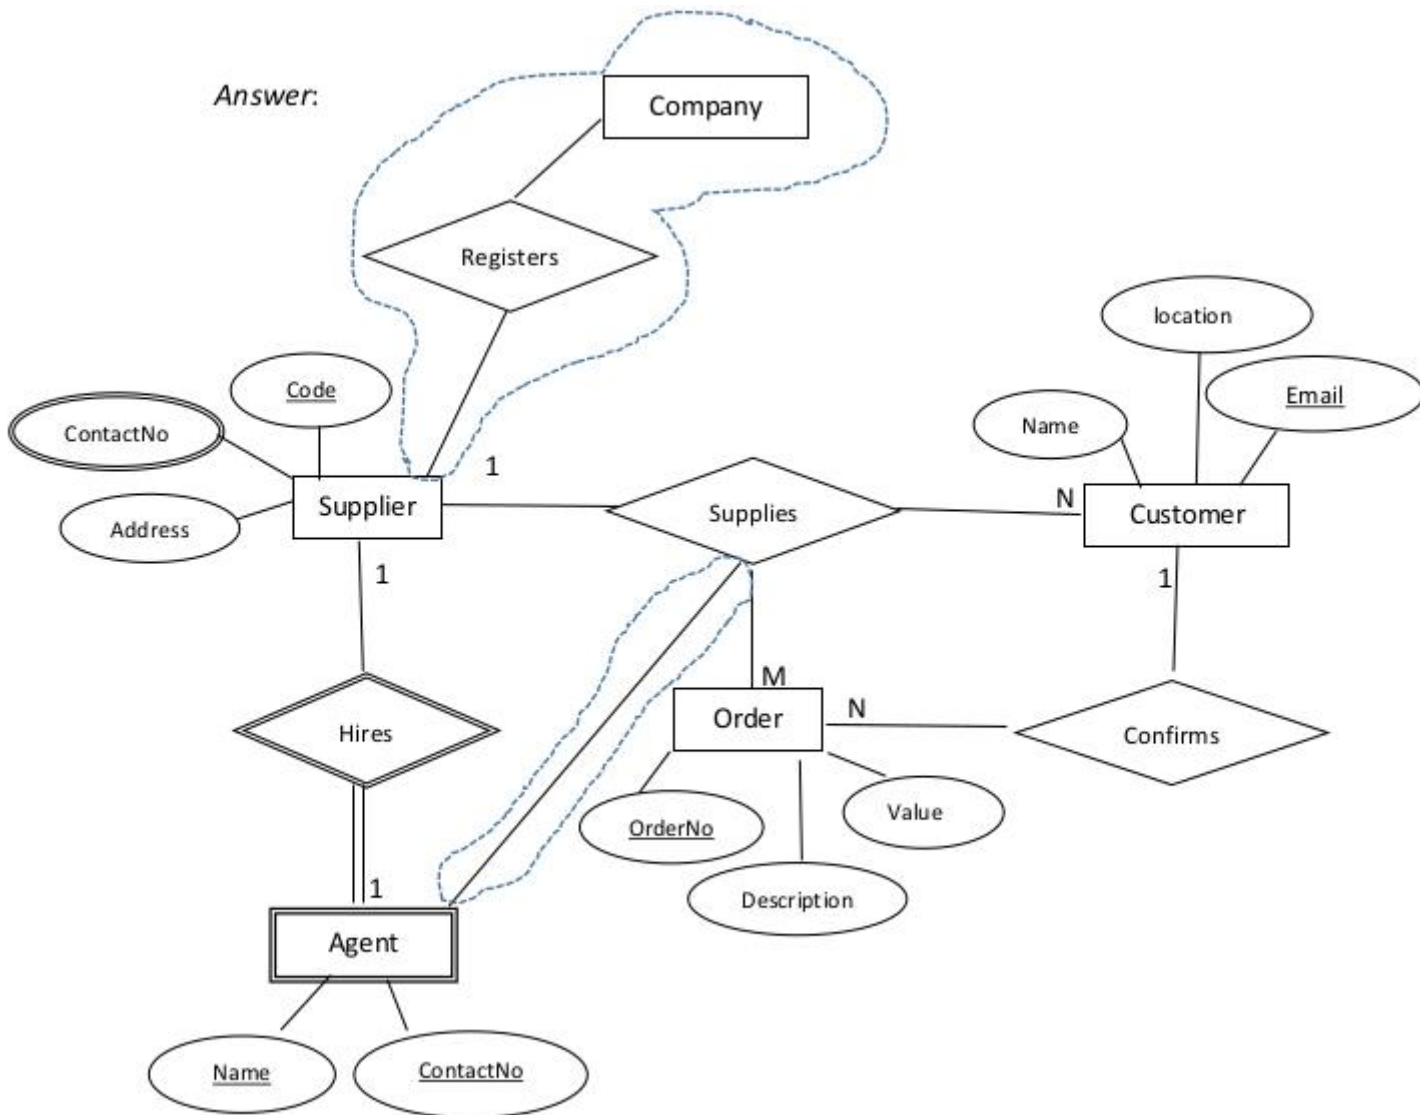 Answer:
Company
Registers
location
Code
Email
ContactNo
Name
1
Supplier
Supplies
N
Customer
Address
1
1
M
N
Order
Hires
Confirms
Value
OrderNo
1
Description
Agent
Name
ContactNo